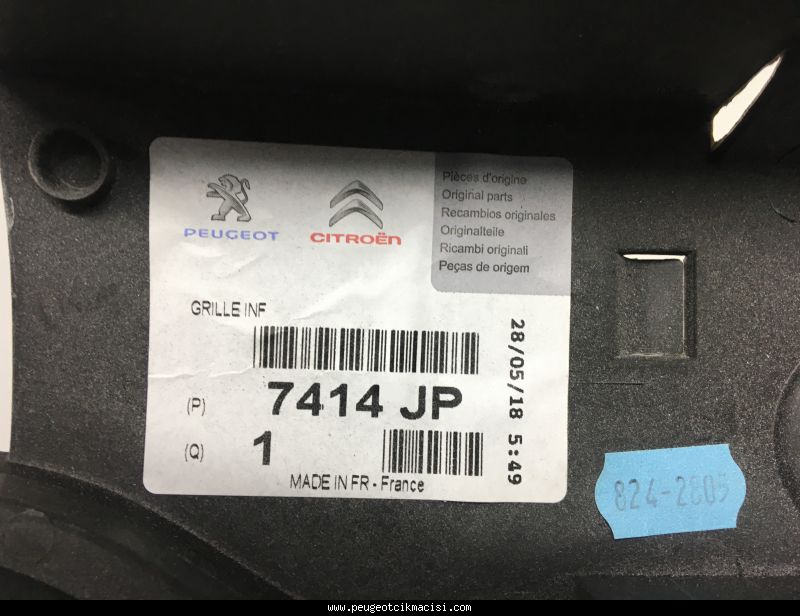 PEUGEOT
CITROËN
Pièces d'origine
Original parts
Recambios originales
Originalteile
Ricambi originali
Peças de origem
GRILLE INF
28/05/18 5:49
(P) 7414 JP
(Q) 1
MADE IN FR - France
824-2805
www.peugeotcikmacisi.com